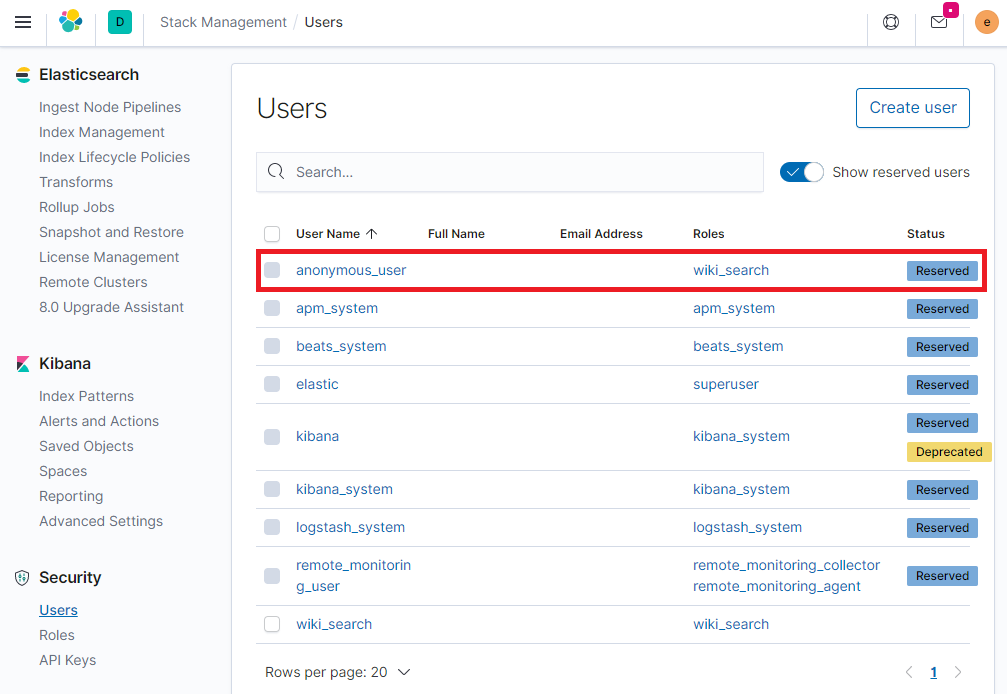 D
Stack Management / Users
e
Elasticsearch
Ingest Node Pipelines
Index Management
Index Lifecycle Policies
Transforms
Rollup Jobs
Snapshot and Restore
License Management
Remote Clusters
8.0 Upgrade Assistant
Kibana
Index Patterns
Alerts and Actions
Saved Objects
Spaces
Reporting
Advanced Settings
Security
Users
Roles
API Keys
Users
Create user
Search...
Show reserved users
User Name Full Name Email Address Roles Status
anonymous_user wiki_search Reserved
apm_system apm_system Reserved
beats_system beats_system Reserved
elastic superuser Reserved
kibana kibana_system Reserved
Deprecated
kibana_system kibana_system Reserved
logstash_system logstash_system Reserved
remote_monitorin remote_monitoring_collector Reserved
g_user remote_monitoring_agent
wiki_search wiki_search
Rows per page: 20 1